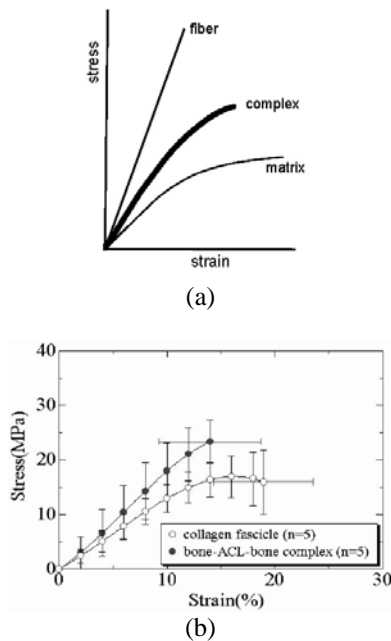 stress
fiber
complex
matrix
strain
(a)
Stress(MPa)
40
30
20
10
0
collagen fascicle (n=5)
bone-ACL-bone complex (n=5)
0 10 20 30
Strain(%)
(b)